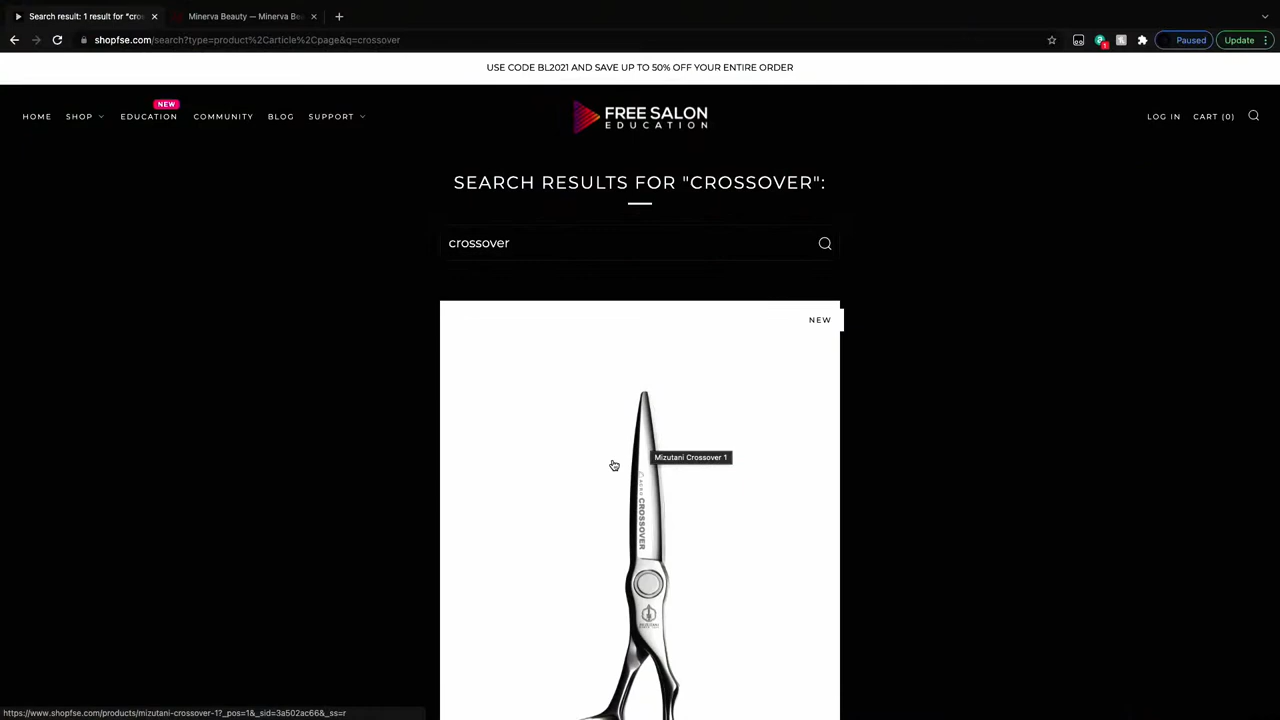 Search result: 1 result for "cro
Minerva Beauty — Minerva Bea
shopfse.com/search?type=product%2Carticle%2Cpage&q=crossover
Paused
Update
USE CODE BL2021 AND SAVE UP TO 50% OFF YOUR ENTIRE ORDER
NEW
HOME
SHOP
EDUCATION
COMMUNITY
BLOG
SUPPORT
FREE SALON
EDUCATION
LOG IN
CART (0)
SEARCH RESULTS FOR "CROSSOVER":
crossover
NEW
Mizutani Crossover 1
ACRO CROSSOVER
https://www.shopfse.com/products/mizutani-crossover-1?_pos=1&_sid=3a502ac66&_ss=r